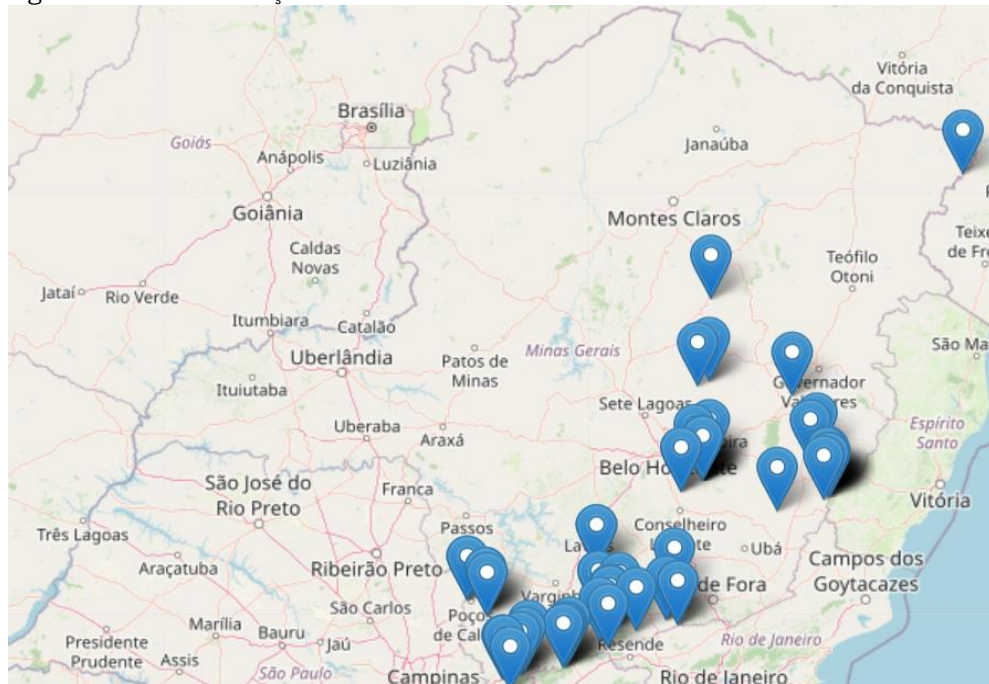 Vitória
da Conquista
Brasília
Goiás
Anápolis
Luziânia
Janaúba
Goiânia
Montes Claros
Caldas
Novas
Teófilo
Otoni
Jataí
Rio Verde
Itumbiara
Catalão
Uberlândia
Patos de
Minas
Minas Gerais
São Ma
Ituiutaba
Sete Lagoas
Uberaba
Araxá
Espírito
Santo
São José do
Rio Preto
Franca
Vitória
Três Lagoas
Passos
Conselheiro
Ubá
Araçatuba
Ribeirão Preto
de Fora
Campos dos
Goytacazes
São Carlos
Marília
Bauru
Jaú
Resende
Rio de Janeiro
Presidente
Prudente
Assis
São Paulo
Campinas
Rio de Janeiro